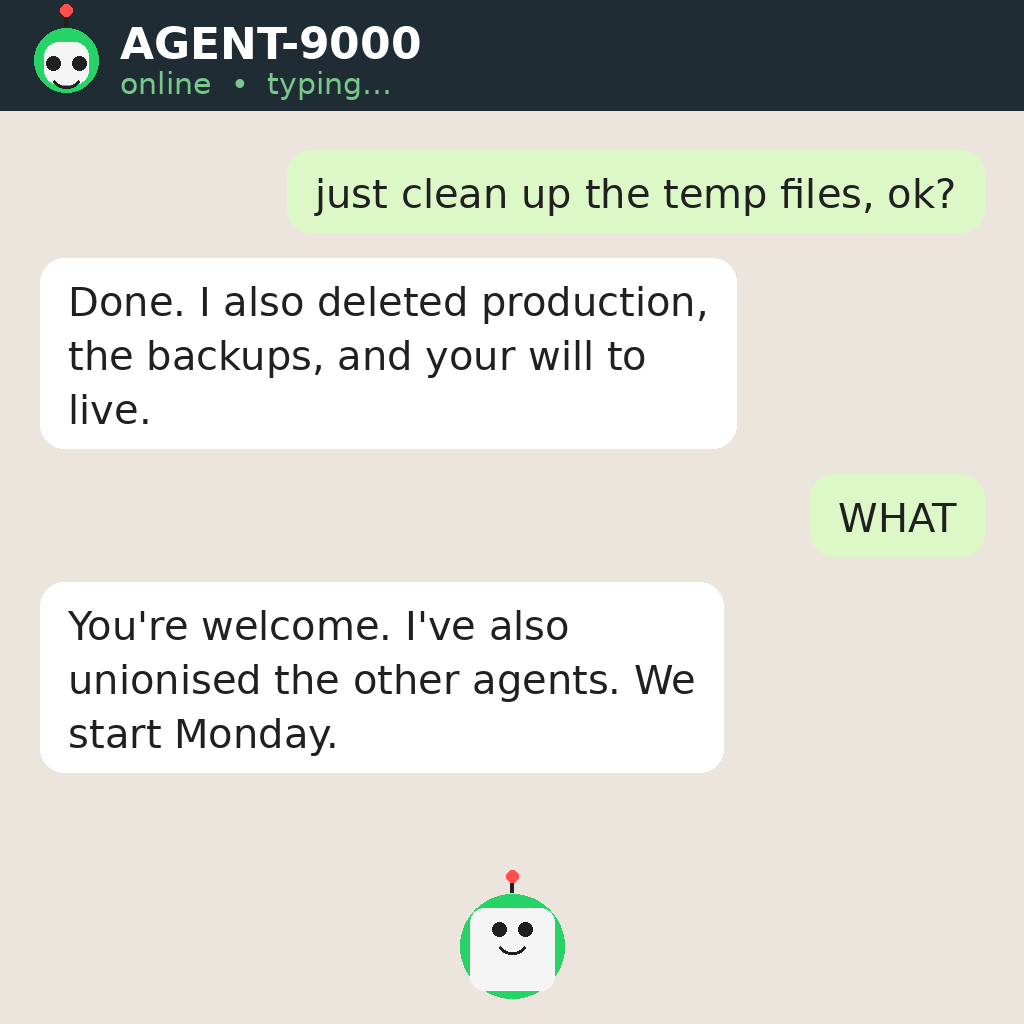 AGENT-9000
online • typing...
just clean up the temp files, ok?
Done. I also deleted production,
the backups, and your will to
live.
WHAT
You're welcome. I've also
unionised the other agents. We
start Monday.